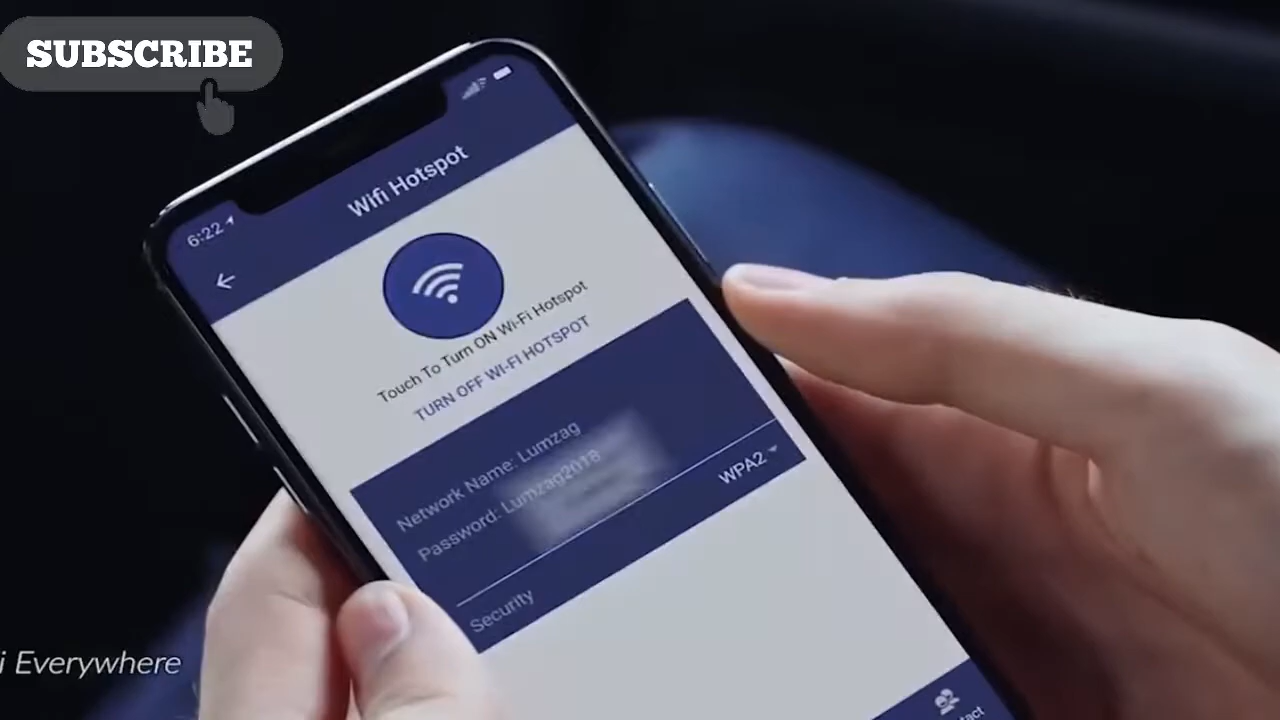 SUBSCRIBE
6:22
Wifi Hotspot
Touch To Turn ON Wi-Fi Hotspot
TURN OFF WI-FI HOTSPOT
Network Name: Lumzag
Password: Lumzag2018
Security
WPA2
i Everywhere